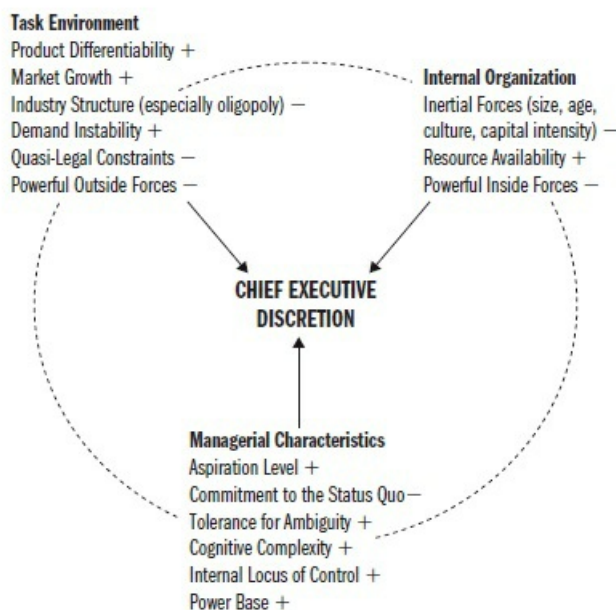 Task Environment
Product Differentiability +
Market Growth +
Industry Structure (especially oligopoly) −
Demand Instability +
Quasi-Legal Constraints −
Powerful Outside Forces −
Internal Organization
Inertial Forces (size, age,
culture, capital intensity) −
Resource Availability +
Powerful Inside Forces −
CHIEF EXECUTIVE
DISCRETION
Managerial Characteristics
Aspiration Level +
Commitment to the Status Quo−
Tolerance for Ambiguity +
Cognitive Complexity +
Internal Locus of Control +
Power Base +